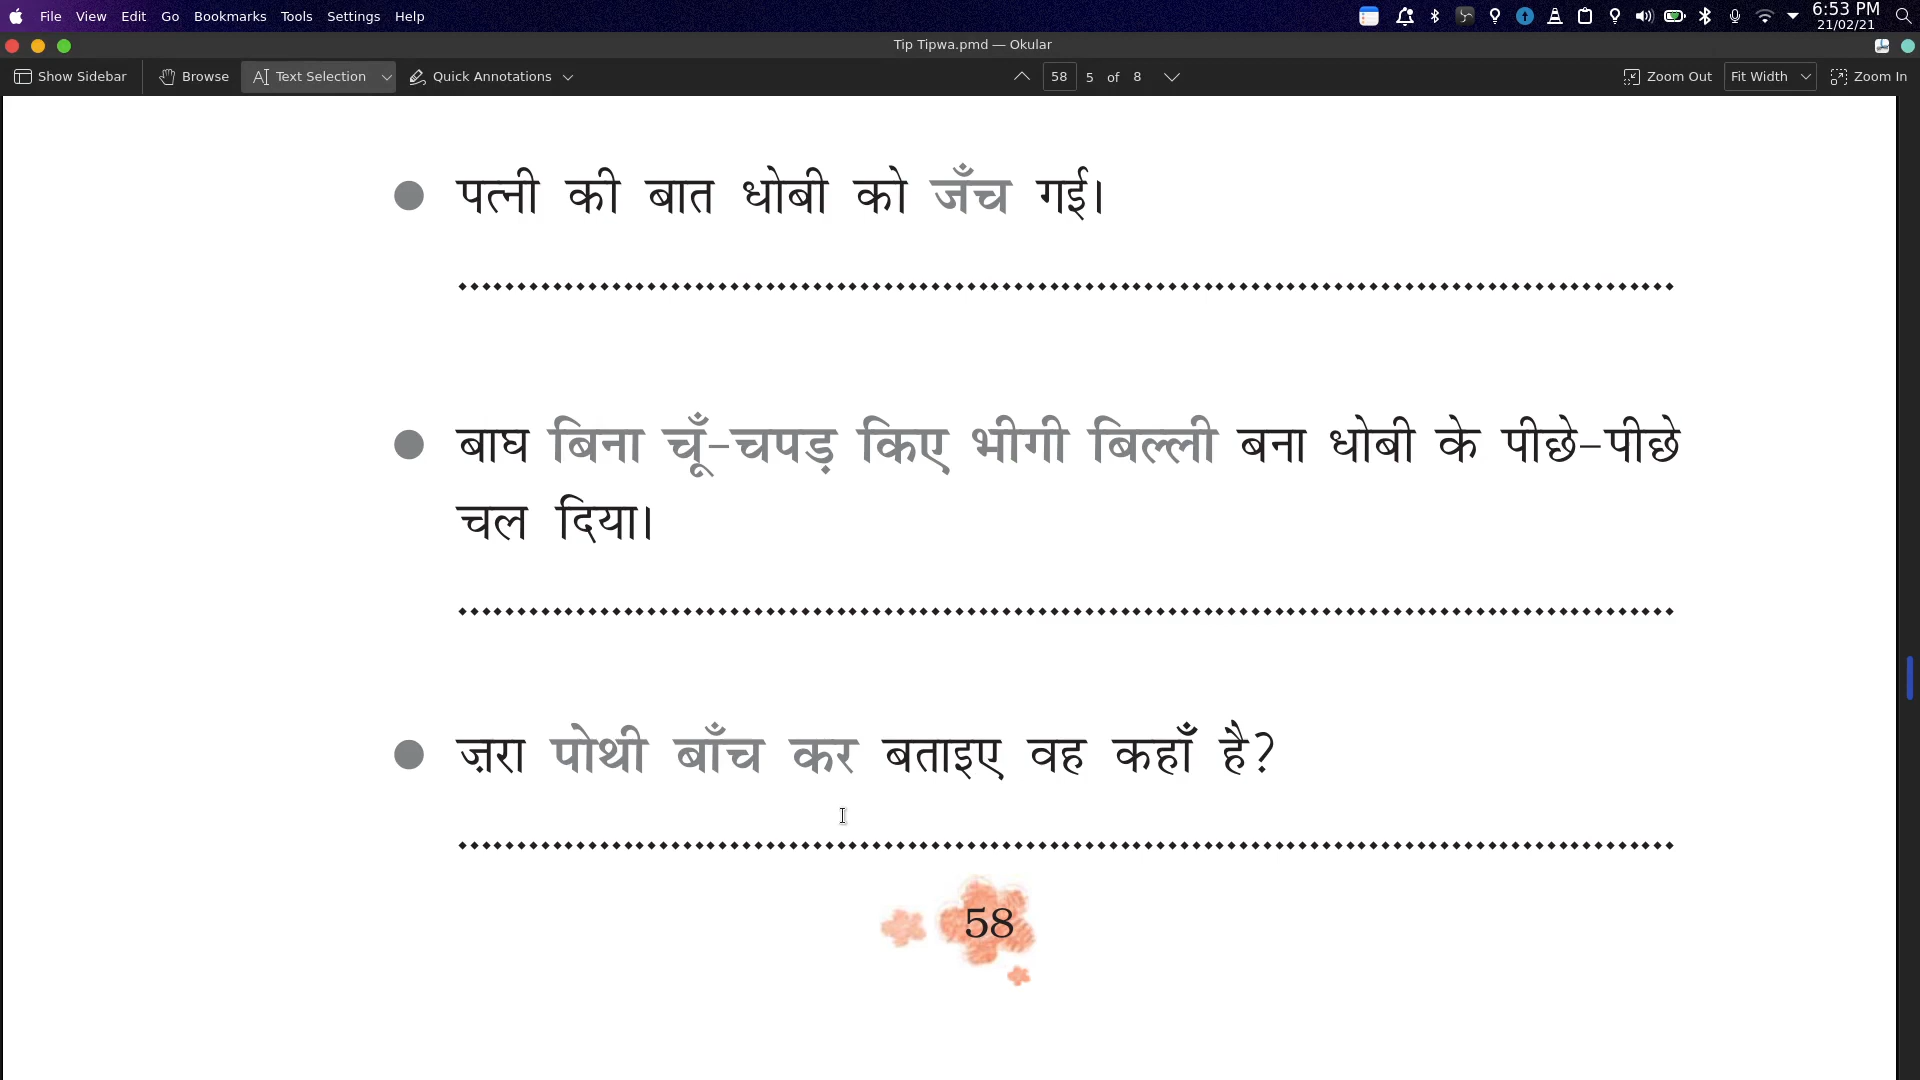 File View Edit Go Bookmarks Tools Settings Help 6:53 PM
21/02/21
Tip Tipwa.pmd — Okular
Show Sidebar Browse Text Selection Quick Annotations 58 5 of 8 Zoom Out Fit Width Zoom In
पत्नी की बात धोबी को जँच गई।
बाघ बिना चूँ-चपड़ किए भीगी बिल्ली बना धोबी के पीछे-पीछे
चल दिया।
ज़रा पोथी बाँच कर बताइए वह कहाँ है?
58